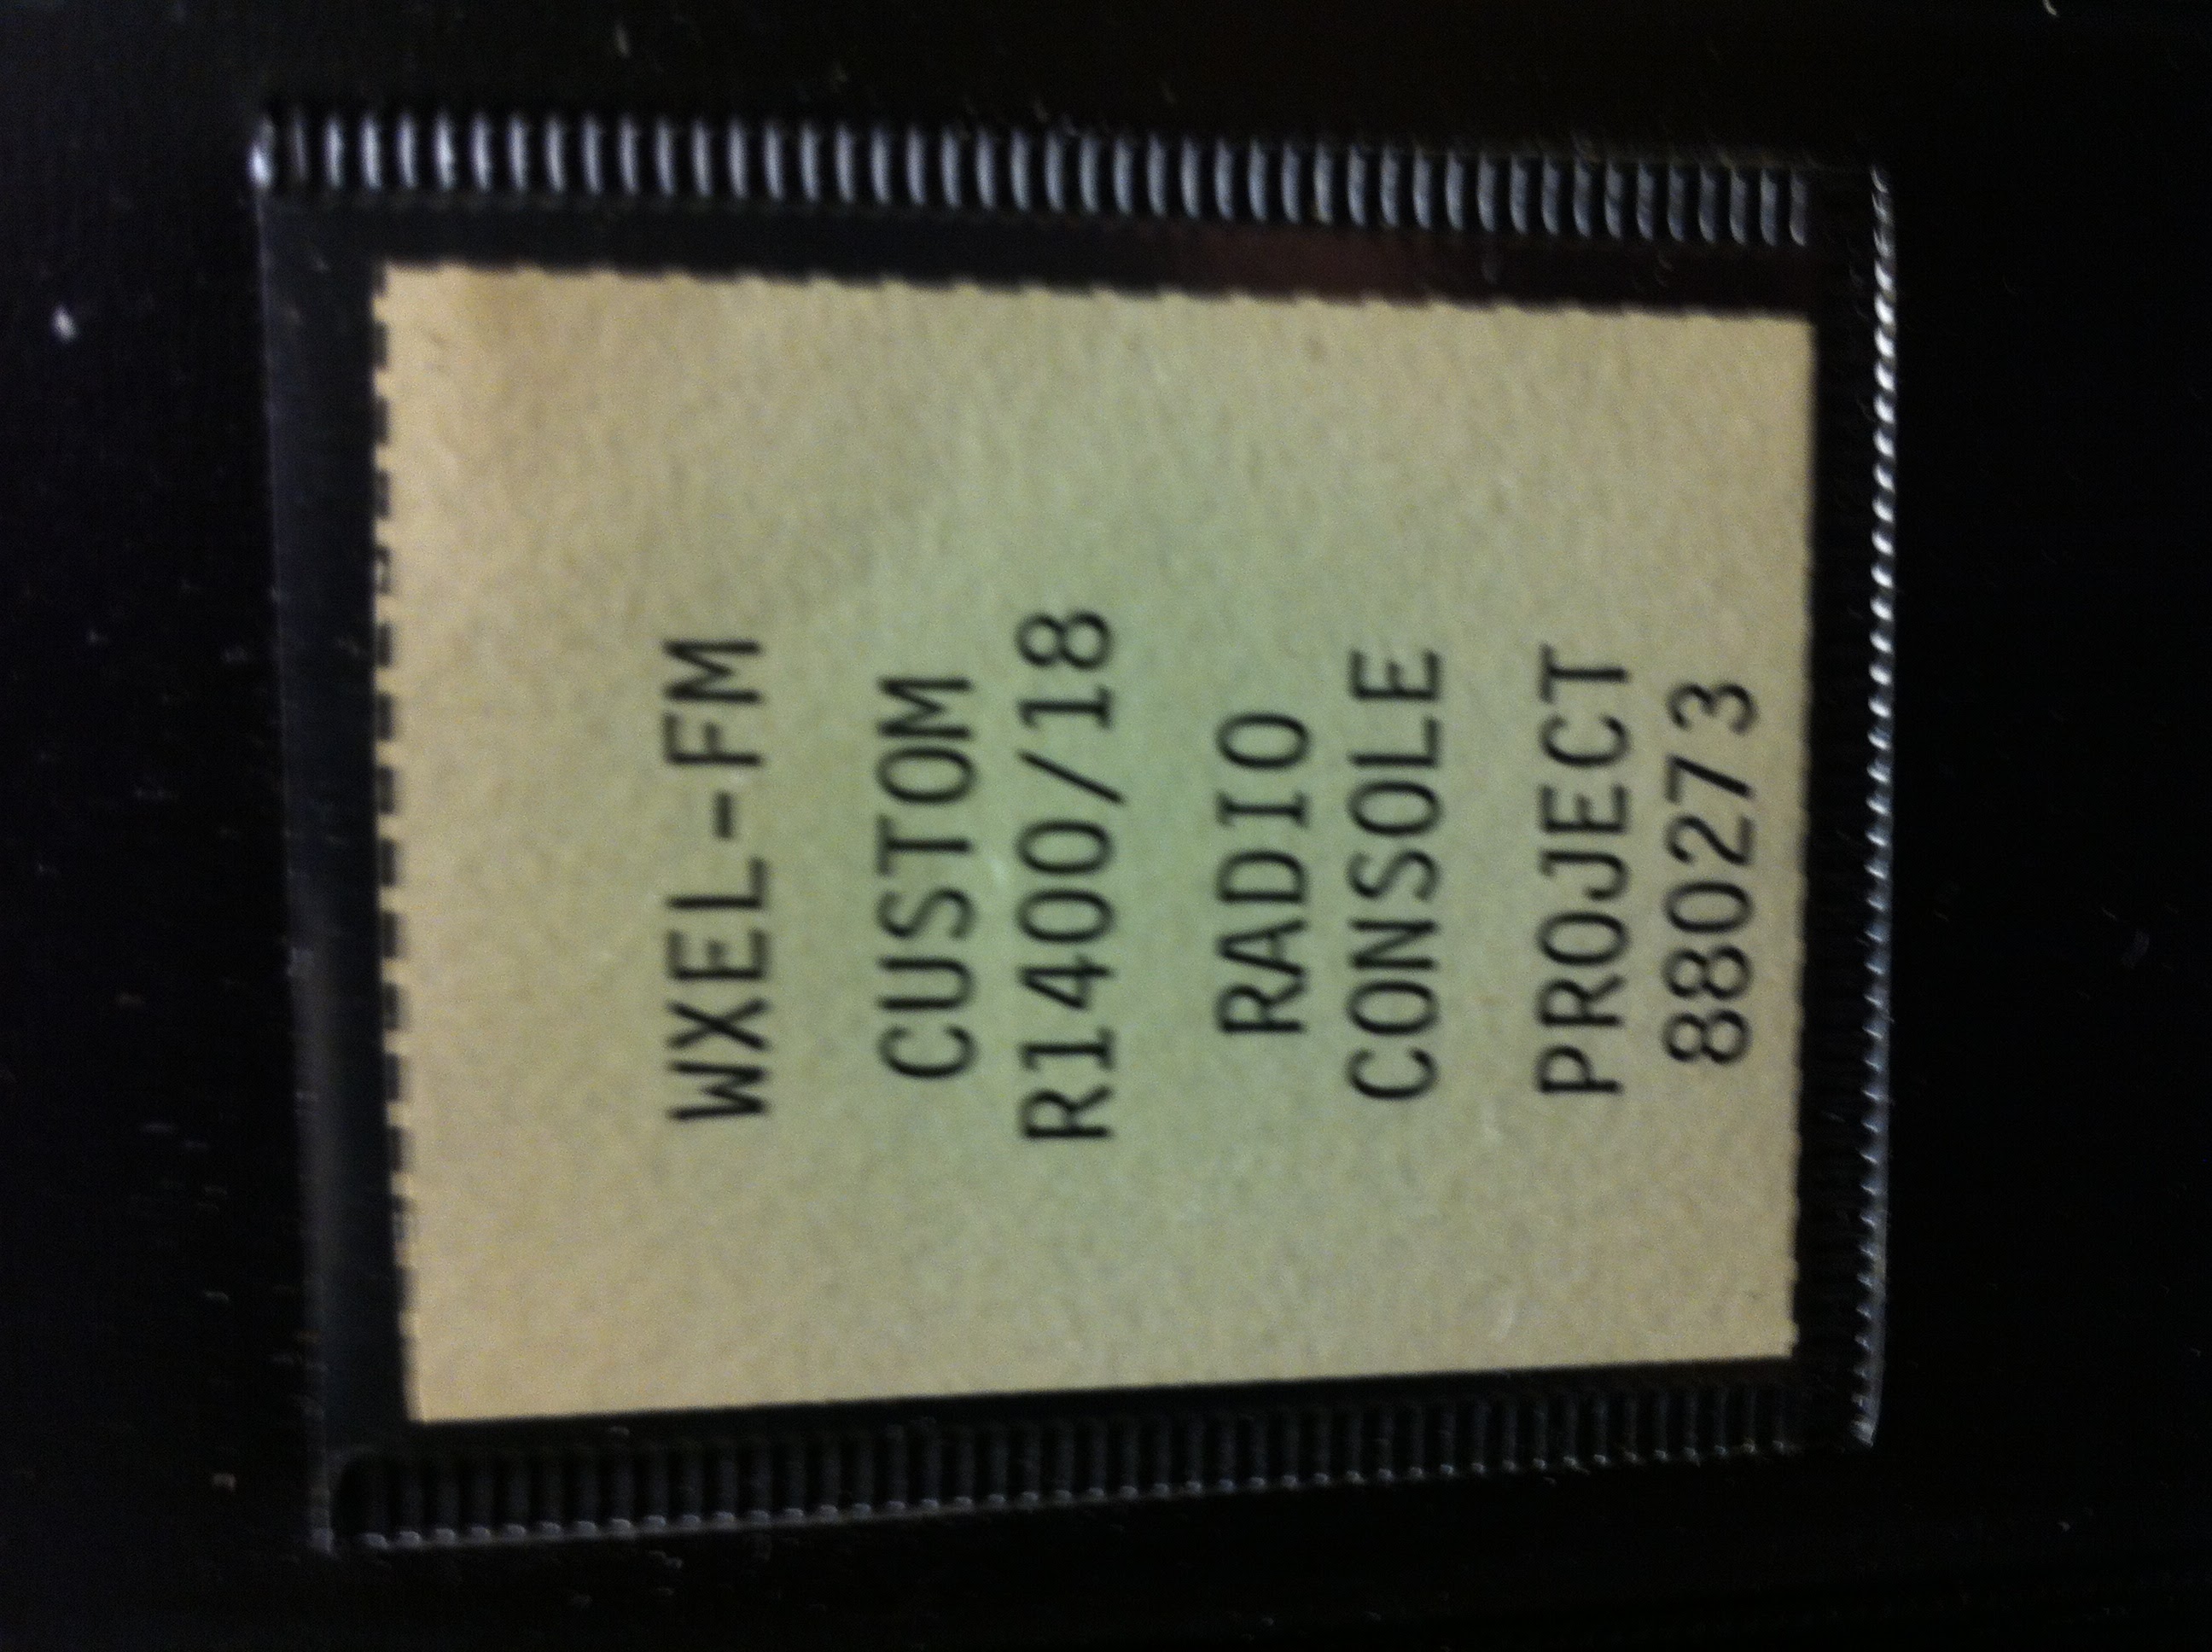 WXEL-FM
CUSTOM
R1400/18
RADIO
CONSOLE
PROJECT
880273